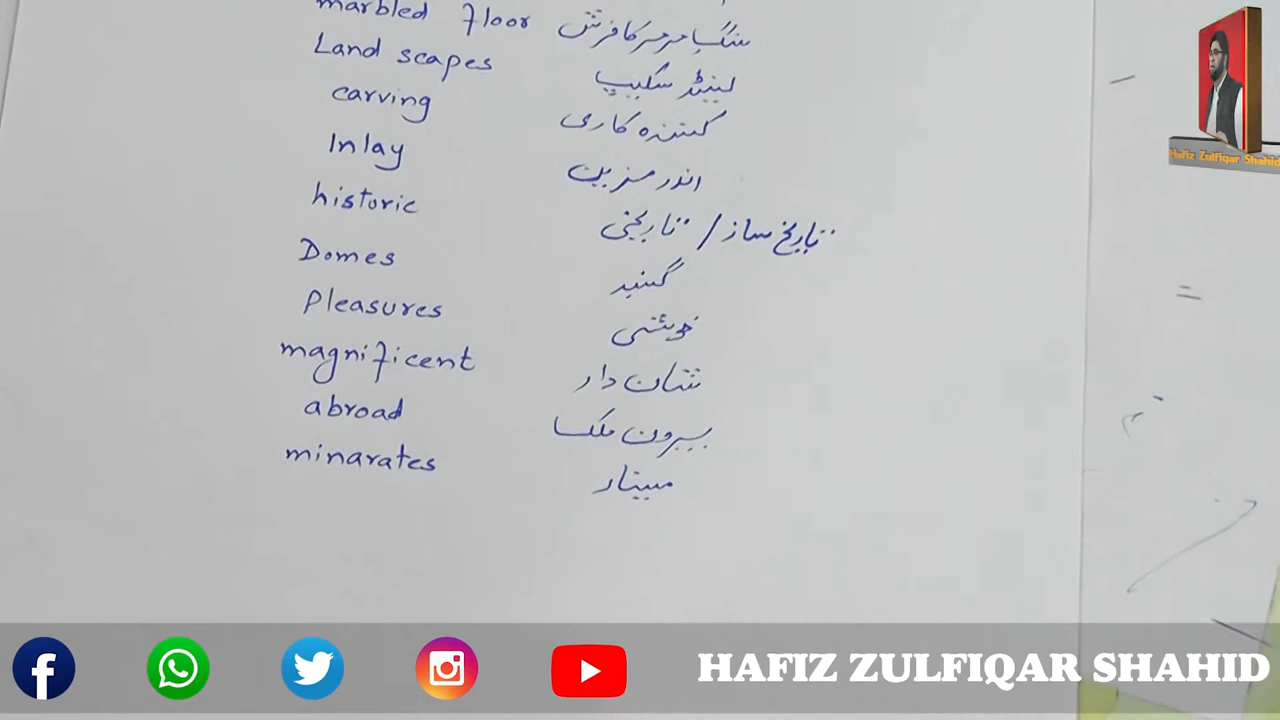 marbled floor سنگِ مرمر کا فرش
Land scapes لینڈ سکیپ
carving کندہ کاری
Inlay اندر مزین
historic تاریخ ساز / تاریخی
Domes گنبد
Pleasures خوشی
magnificent شان دار
abroad بیرون ملک
minarates مینار
Hafiz Zulfiqar Shahid
HAFIZ ZULFIQAR SHAHID